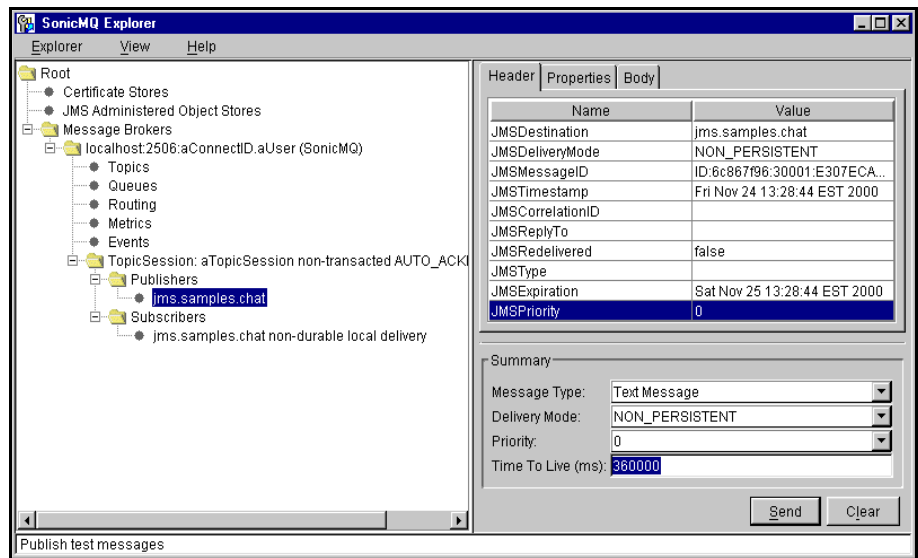 SonicMQ Explorer
Explorer View Help
Root
Certificate Stores
JMS Administered Object Stores
Message Brokers
localhost:2506:aConnectID.aUser (SonicMQ)
Topics
Queues
Routing
Metrics
Events
TopicSession: aTopicSession non-transacted AUTO_ACKI
Publishers
jms.samples.chat
Subscribers
jms.samples.chat non-durable local delivery
Header Properties Body
Name Value
JMSDestination jms.samples.chat
JMSDeliveryMode NON_PERSISTENT
JMSMessageID ID:6c867f96:30001:E307ECA...
JMSTimestamp Fri Nov 24 13:28:44 EST 2000
JMSCorrelationID
JMSReplyTo
JMSRedelivered false
JMSType
JMSExpiration Sat Nov 25 13:28:44 EST 2000
JMSPriority 0
Summary
Message Type: Text Message
Delivery Mode: NON_PERSISTENT
Priority: 0
Time To Live (ms): 360000
Send Clear
Publish test messages